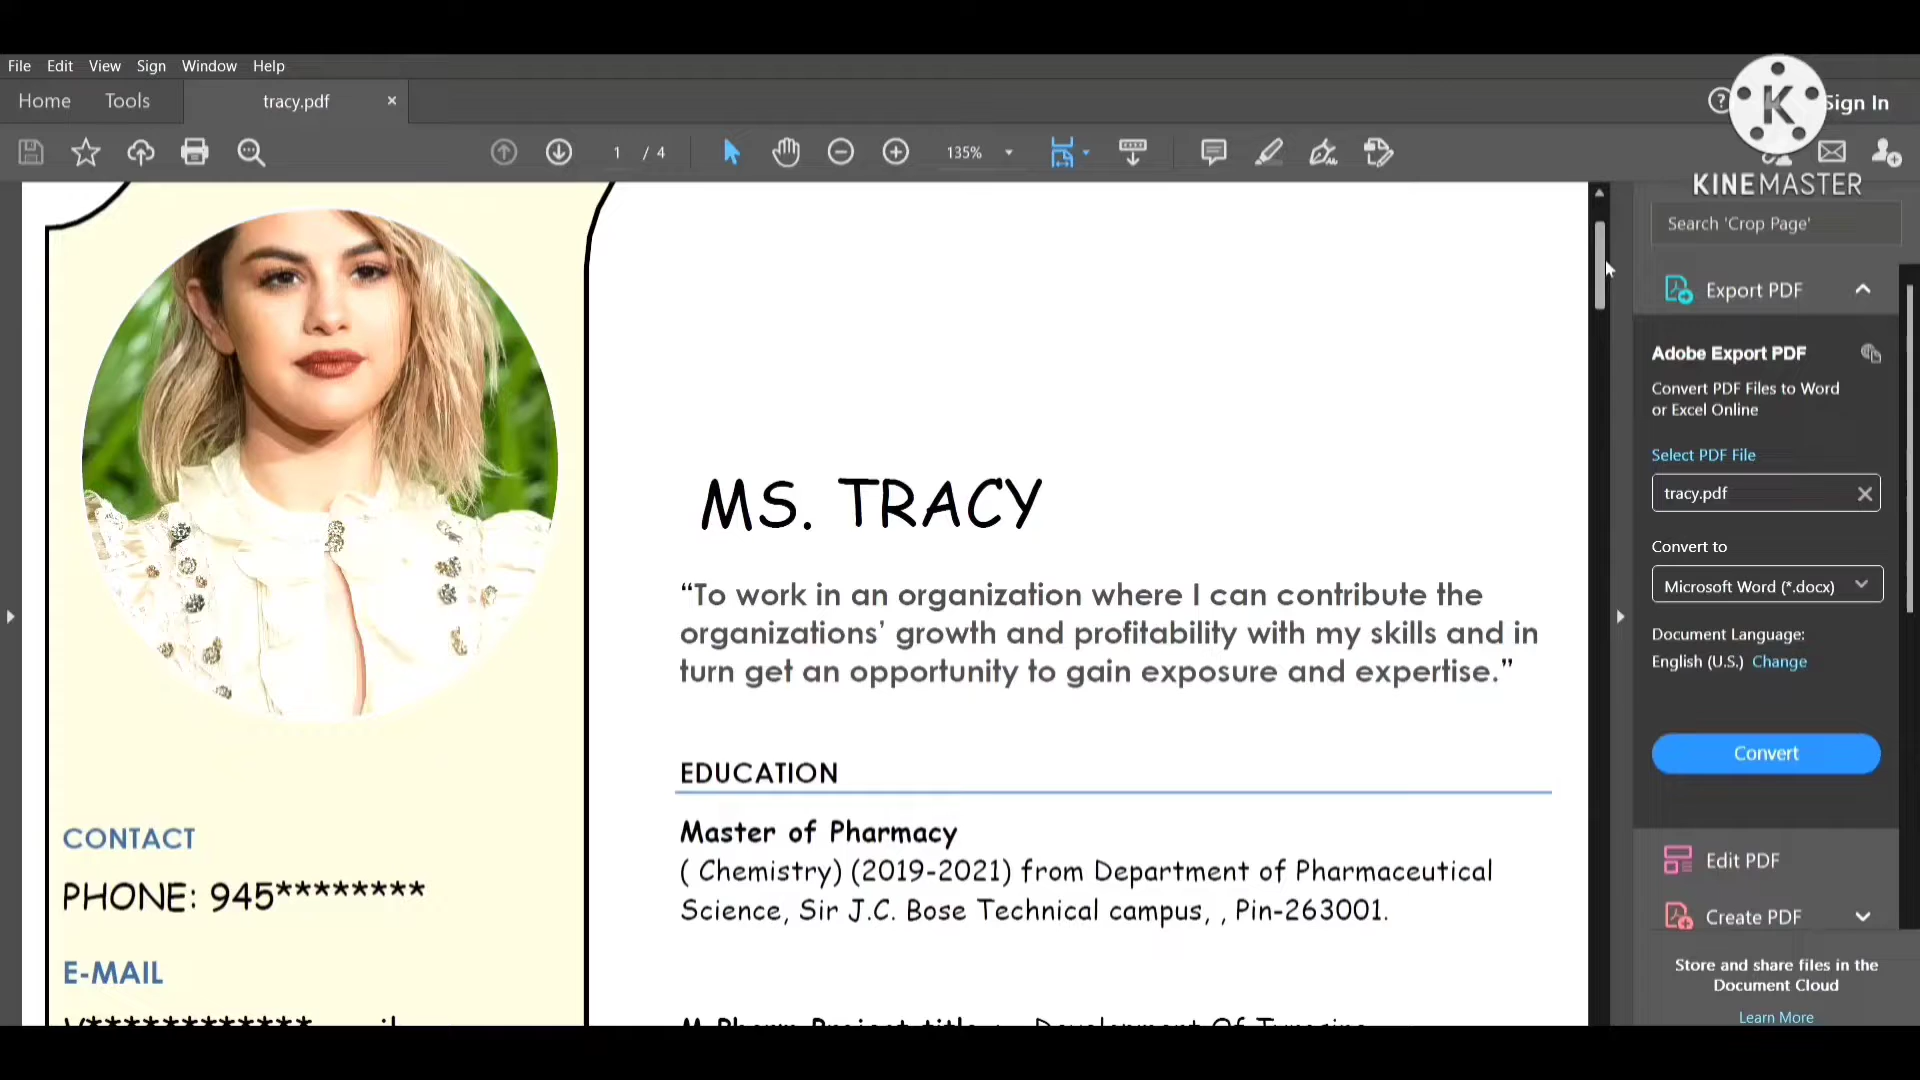 File Edit View Sign Window Help
Home Tools tracy.pdf × Sign In
1 / 4 135%
K
KINEMASTER
Search 'Crop Page'
Export PDF
Adobe Export PDF
Convert PDF Files to Word
or Excel Online
Select PDF File
tracy.pdf
Convert to
Microsoft Word (*.docx)
Document Language:
English (U.S.) Change
Convert
Edit PDF
Create PDF
Store and share files in the
Document Cloud
Learn More
CONTACT
PHONE: 945********
E-MAIL
MS. TRACY
“To work in an organization where I can contribute the
organizations’ growth and profitability with my skills and in
turn get an opportunity to gain exposure and expertise.”
EDUCATION
Master of Pharmacy
( Chemistry) (2019-2021) from Department of Pharmaceutical
Science, Sir J.C. Bose Technical campus, , Pin-263001.
M.Pharm Project title : Development Of